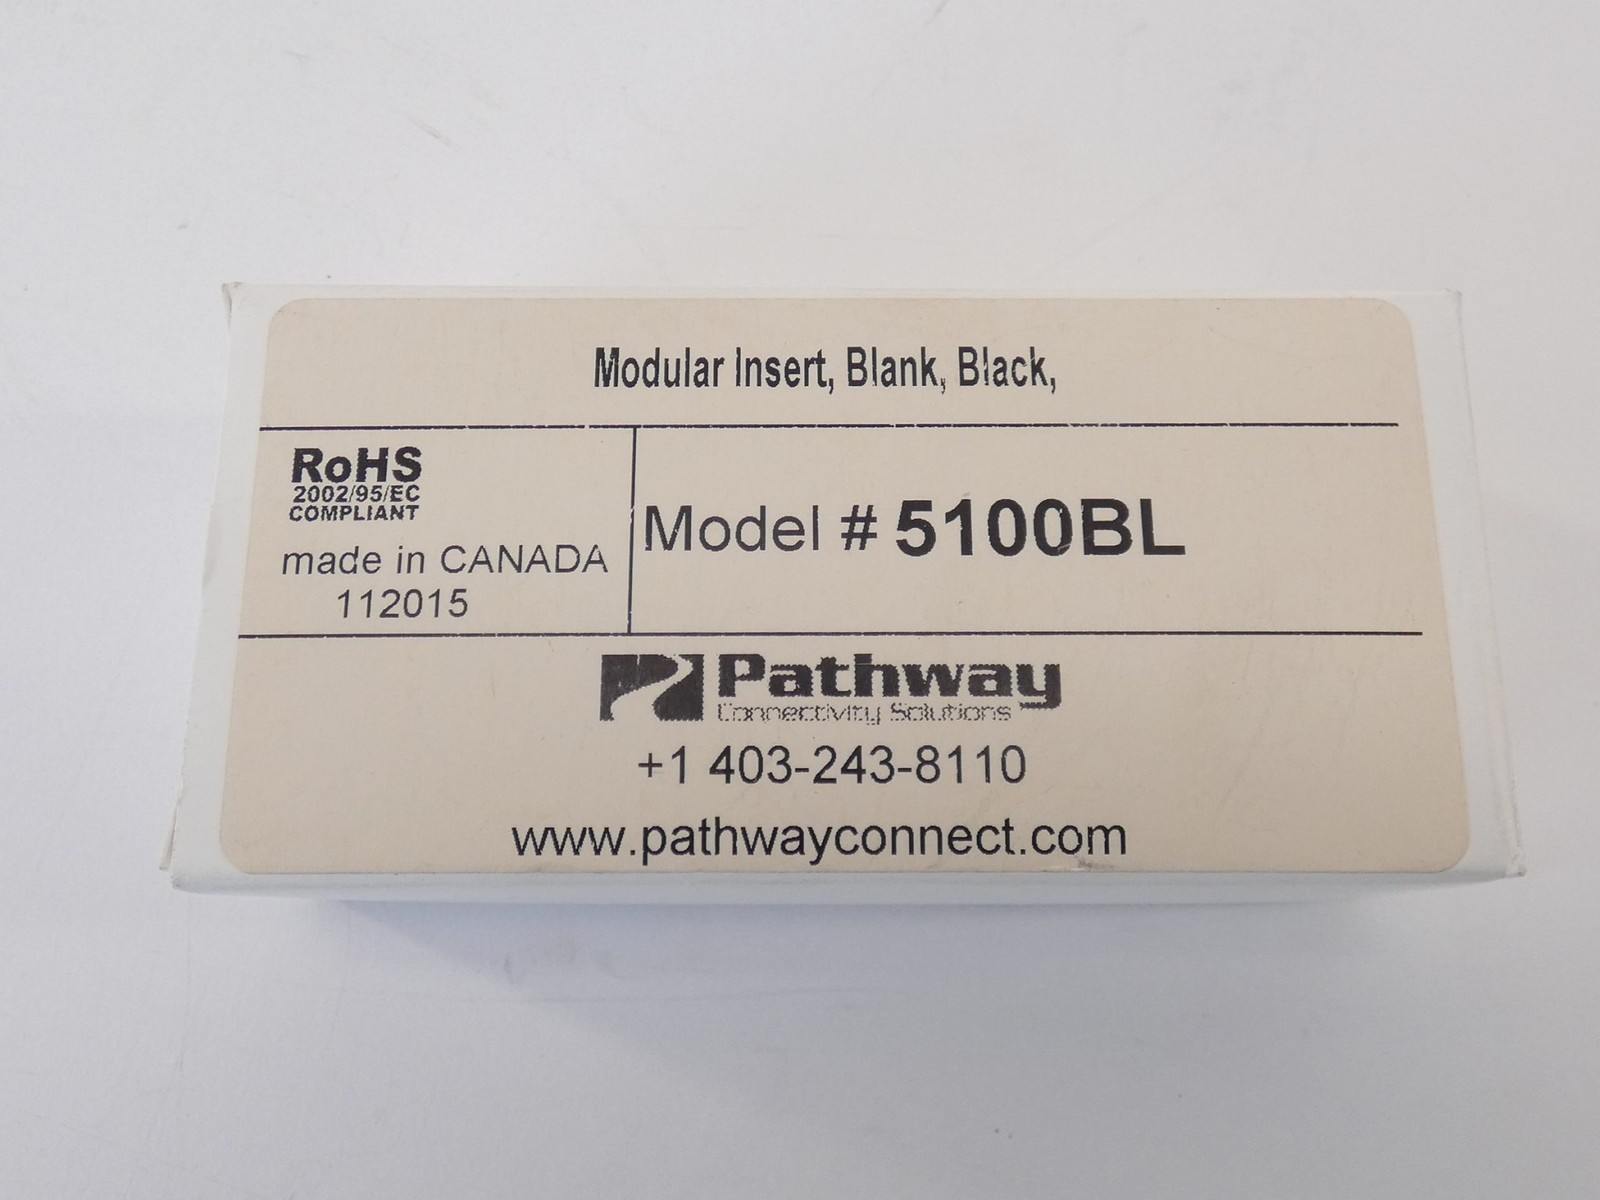 Modular Insert, Blank, Black,
RoHS
2002/95/EC
COMPLIANT
made in CANADA
112015
Model # 5100BL
Pathway
Connectivity Solutions
+1 403-243-8110
www.pathwayconnect.com